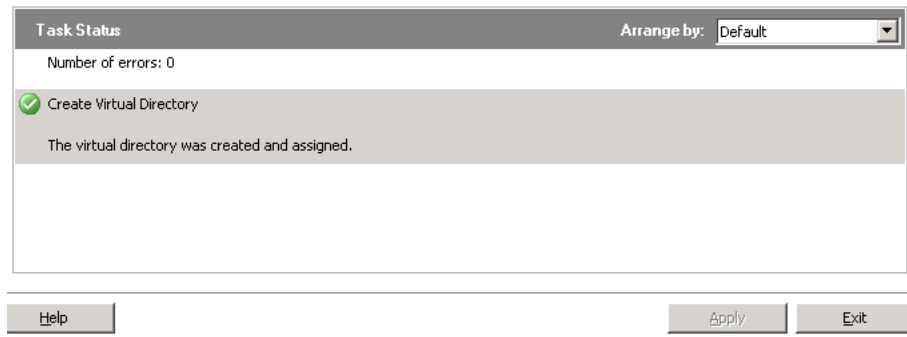 Task Status Arrange by: Default
Number of errors: 0
Create Virtual Directory
The virtual directory was created and assigned.
Help Apply Exit